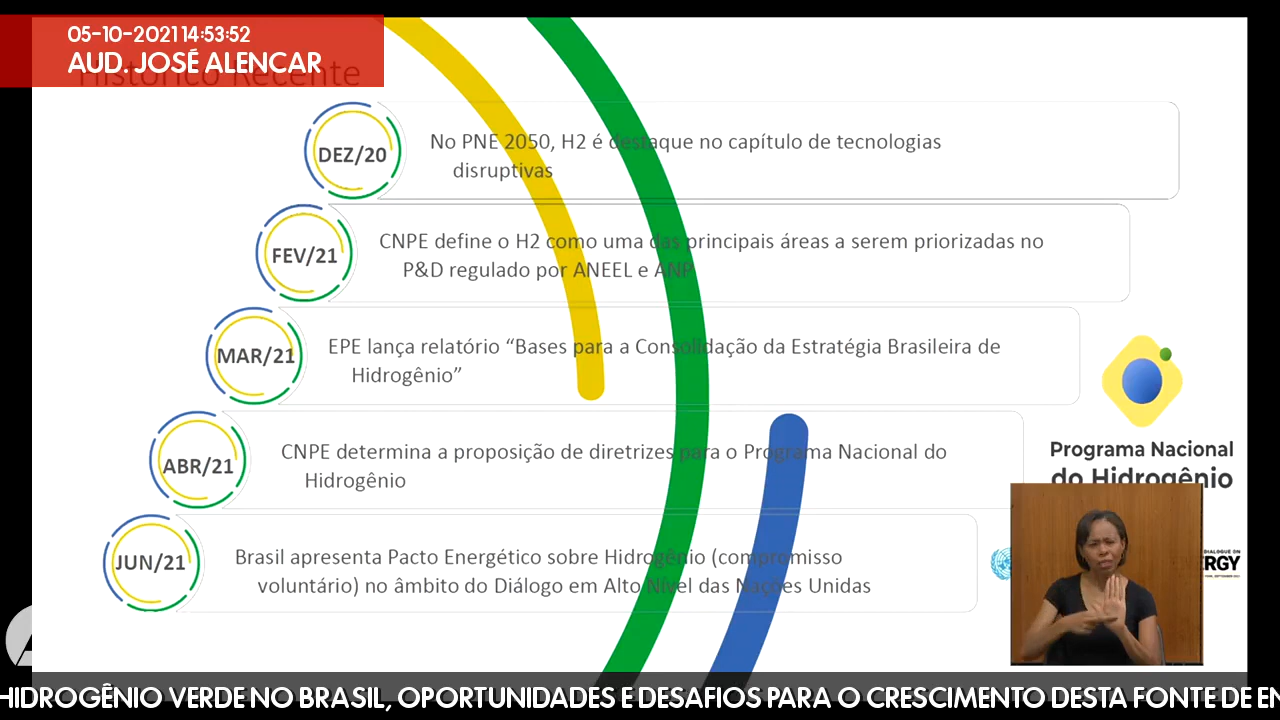 05-10-2021 14:53:52
AUD. JOSÉ ALENCAR
Histórico Recente
DEZ/20
No PNE 2050, H2 é destaque no capítulo de tecnologias
disruptivas
FEV/21
CNPE define o H2 como uma das principais áreas a serem priorizadas no
P&D regulado por ANEEL e ANP
MAR/21
EPE lança relatório “Bases para a Consolidação da Estratégia Brasileira de
Hidrogênio”
ABR/21
CNPE determina a proposição de diretrizes para o Programa Nacional do
Hidrogênio
JUN/21
Brasil apresenta Pacto Energético sobre Hidrogênio (compromisso
voluntário) no âmbito do Diálogo em Alto Nível das Nações Unidas
Programa Nacional
do Hidrogênio
DIALOGUE ON
RGY
HIDROGÊNIO VERDE NO BRASIL, OPORTUNIDADES E DESAFIOS PARA O CRESCIMENTO DESTA FONTE DE EN